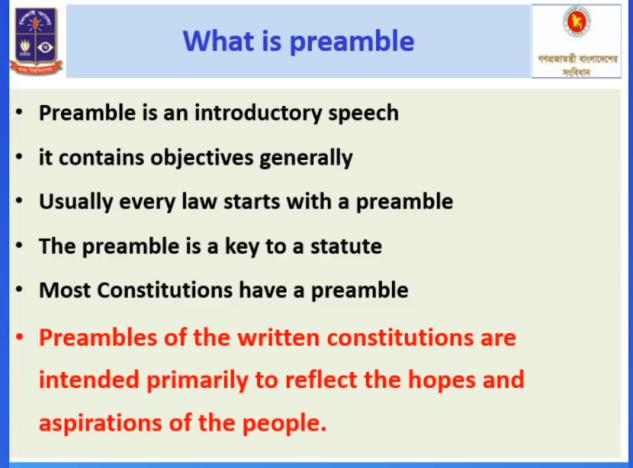 What is preamble
গণপ্রজাতন্ত্রী বাংলাদেশের
সংবিধান
• Preamble is an introductory speech
• it contains objectives generally
• Usually every law starts with a preamble
• The preamble is a key to a statute
• Most Constitutions have a preamble
• Preambles of the written constitutions are
intended primarily to reflect the hopes and
aspirations of the people.